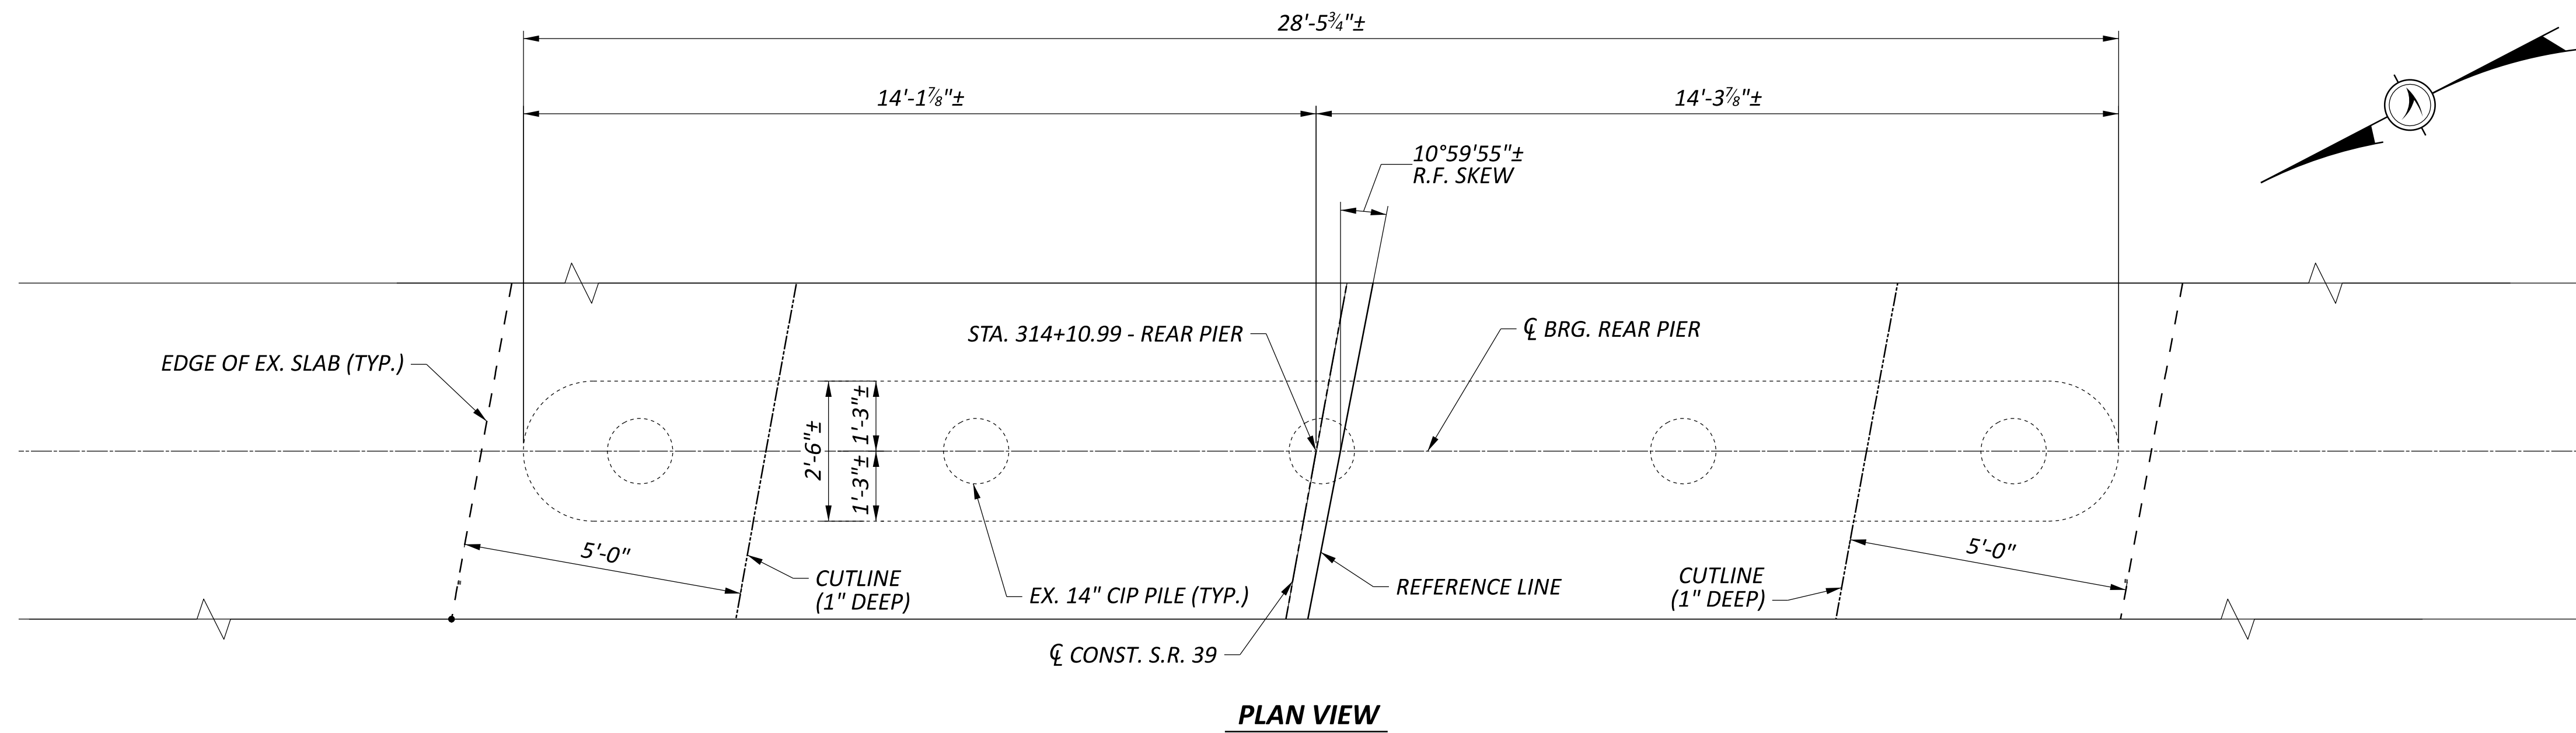 28'-5¾"±
14'-1⅞"±
14'-3⅞"±
10°59'55"±
R.F. SKEW
STA. 314+10.99 - REAR PIER
℄ BRG. REAR PIER
EDGE OF EX. SLAB (TYP.)
2'-6"±
1'-3"±
1'-3"±
5'-0"
5'-0"
CUTLINE
(1" DEEP)
EX. 14" CIP PILE (TYP.)
REFERENCE LINE
CUTLINE
(1" DEEP)
℄ CONST. S.R. 39
PLAN VIEW